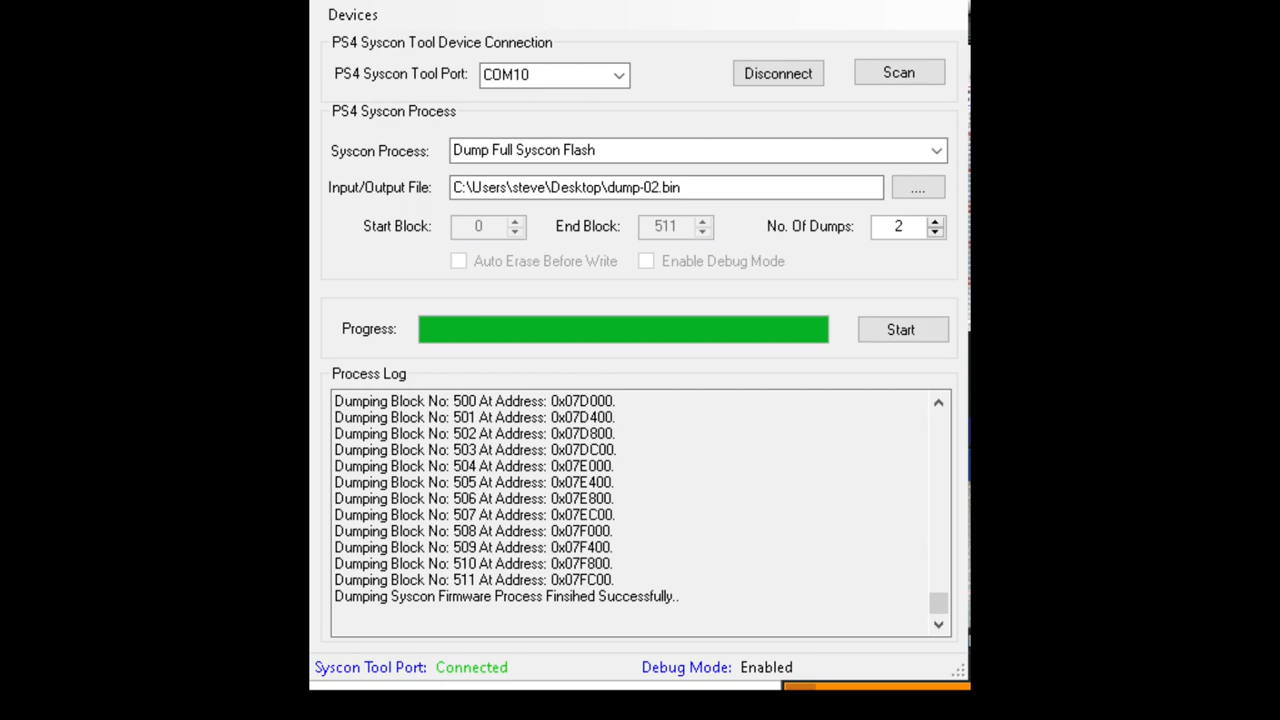 Devices
PS4 Syscon Tool Device Connection
PS4 Syscon Tool Port: COM10 Disconnect Scan
PS4 Syscon Process
Syscon Process: Dump Full Syscon Flash
Input/Output File: C:\Users\steve\Desktop\dump-02.bin ....
Start Block: 0 End Block: 511 No. Of Dumps: 2
Auto Erase Before Write Enable Debug Mode
Progress: Start
Process Log
Dumping Block No: 500 At Address: 0x07D000.
Dumping Block No: 501 At Address: 0x07D400.
Dumping Block No: 502 At Address: 0x07D800.
Dumping Block No: 503 At Address: 0x07DC00.
Dumping Block No: 504 At Address: 0x07E000.
Dumping Block No: 505 At Address: 0x07E400.
Dumping Block No: 506 At Address: 0x07E800.
Dumping Block No: 507 At Address: 0x07EC00.
Dumping Block No: 508 At Address: 0x07F000.
Dumping Block No: 509 At Address: 0x07F400.
Dumping Block No: 510 At Address: 0x07F800.
Dumping Block No: 511 At Address: 0x07FC00.
Dumping Syscon Firmware Process Finsihed Successfully..
Syscon Tool Port: Connected Debug Mode: Enabled